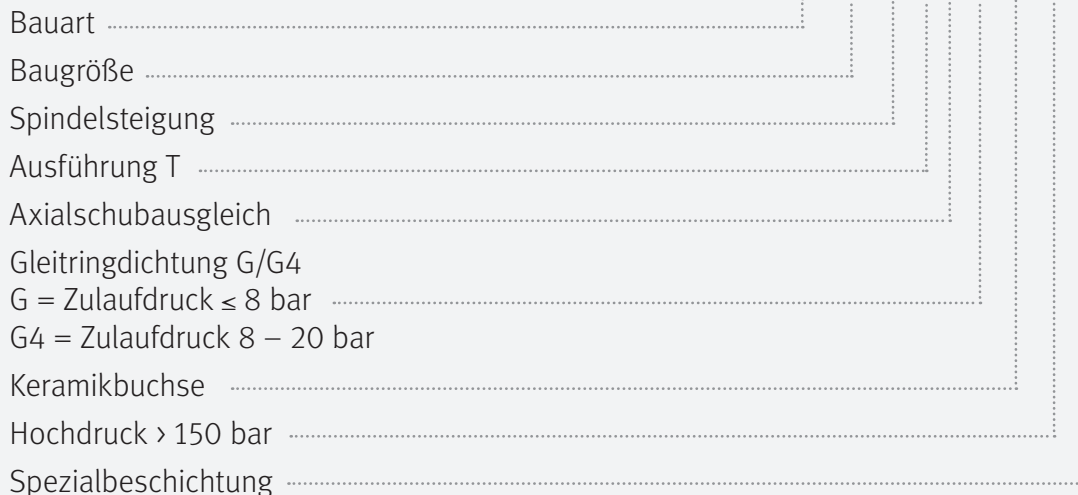 Bauart
Baugröße
Spindelsteigung
Ausführung T
Axialschubausgleich
Gleitringdichtung G/G4
G = Zulaufdruck ≤ 8 bar
G4 = Zulaufdruck 8 – 20 bar
Keramikbuchse
Hochdruck › 150 bar
Spezialbeschichtung